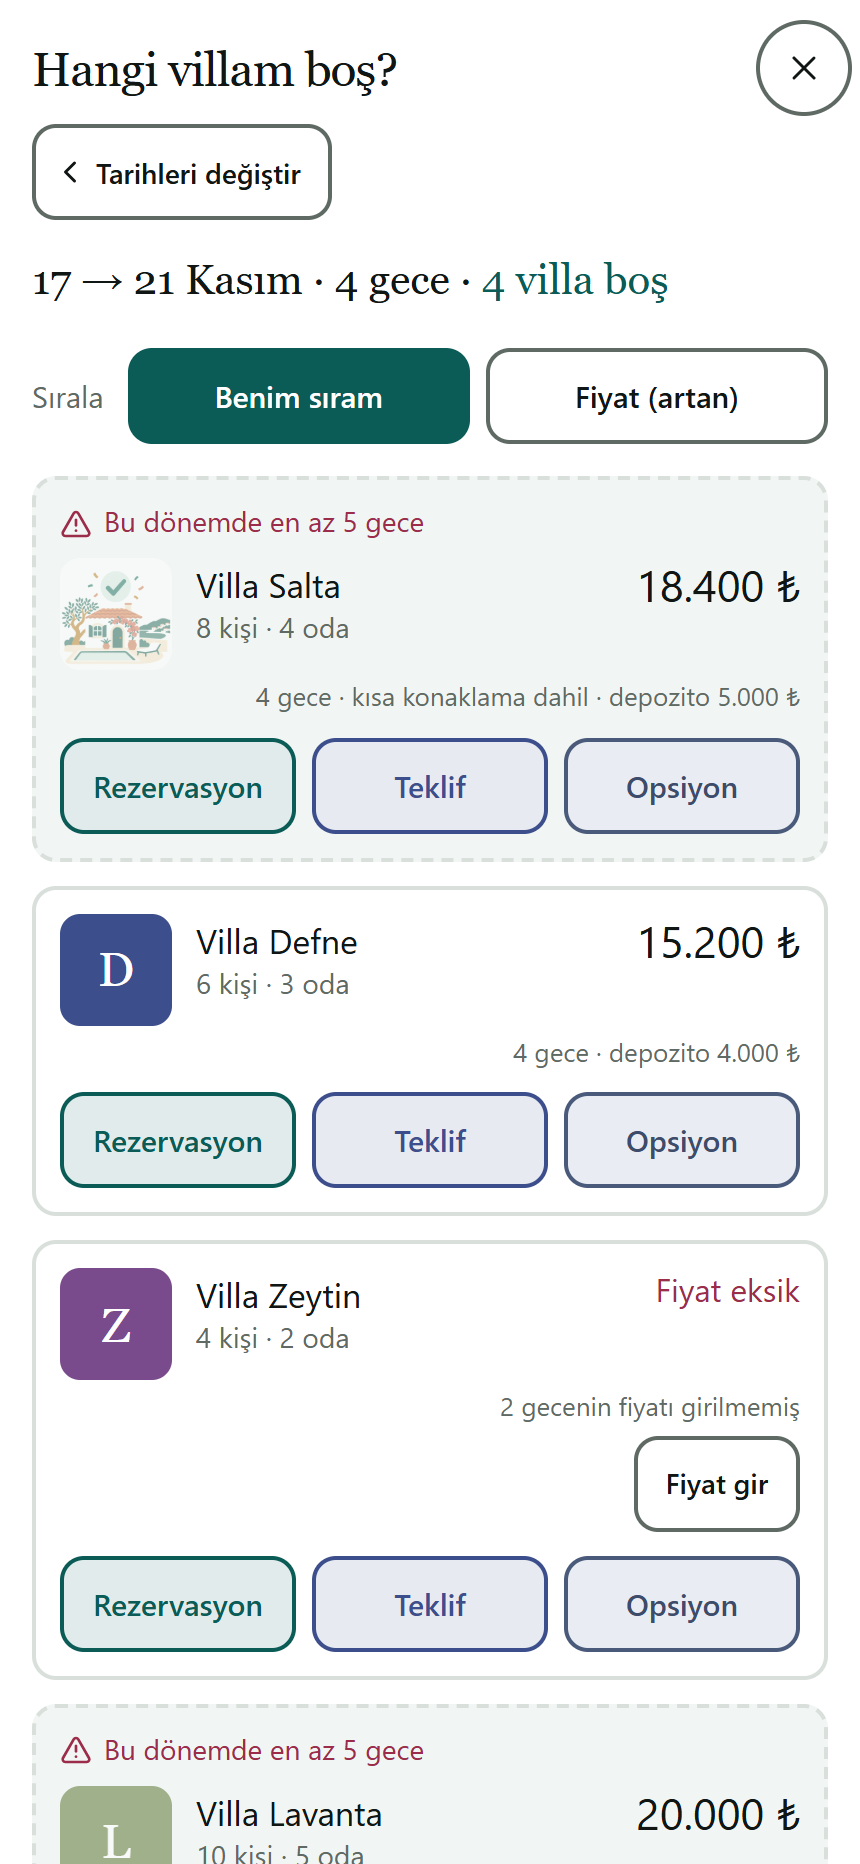 Hangi villam boş?
Tarihleri değiştir
17 → 21 Kasım · 4 gece · 4 villa boş
Sırala
Benim sıram
Fiyat (artan)
Bu dönemde en az 5 gece
Villa Salta
18.400 ₺
8 kişi · 4 oda
4 gece · kısa konaklama dahil · depozito 5.000 ₺
Rezervasyon
Teklif
Opsiyon
D
Villa Defne
15.200 ₺
6 kişi · 3 oda
4 gece · depozito 4.000 ₺
Rezervasyon
Teklif
Opsiyon
Z
Villa Zeytin
Fiyat eksik
4 kişi · 2 oda
2 gecenin fiyatı girilmemiş
Fiyat gir
Rezervasyon
Teklif
Opsiyon
Bu dönemde en az 5 gece
L
Villa Lavanta
20.000 ₺
10 kişi · 5 oda